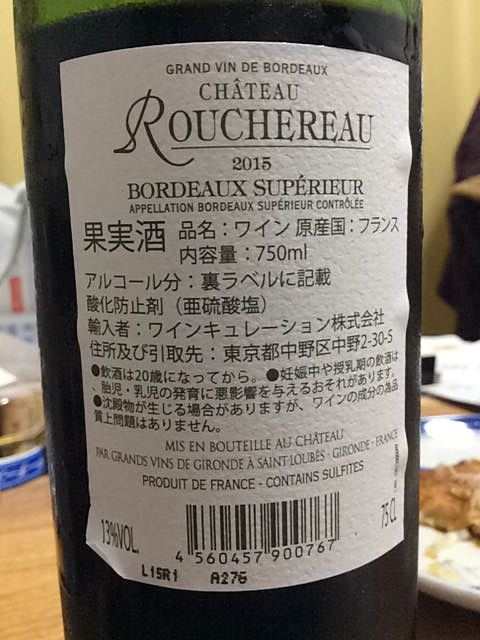 GRAND VIN DE BORDEAUX
CHÂTEAU
ROUCHEREAU
2015
BORDEAUX SUPÉRIEUR
APPELLATION BORDEAUX SUPÉRIEUR CONTRÔLÉE
果実酒 品名：ワイン 原産国：フランス
内容量：750ml
アルコール分：裏ラベルに記載
酸化防止剤（亜硫酸塩）
輸入者：ワインキュレーション株式会社
住所及び引取先：東京都中野区中野2-30-5
●飲酒は20歳になってから。●妊娠中や授乳期の飲酒は
胎児・乳児の発育に悪影響を与えるおそれがあります。
●沈殿物が生じる場合がありますが、ワインの成分の為品
質上問題はありません。
MIS EN BOUTEILLE AU CHÂTEAU
PAR GRANDS VINS DE GIRONDE À SAINT-LOUBÈS - GIRONDE - FRANCE
PRODUIT DE FRANCE - CONTAINS SULFITES
13%VOL.
75 CL
4 560457 900767
L15R1 A276